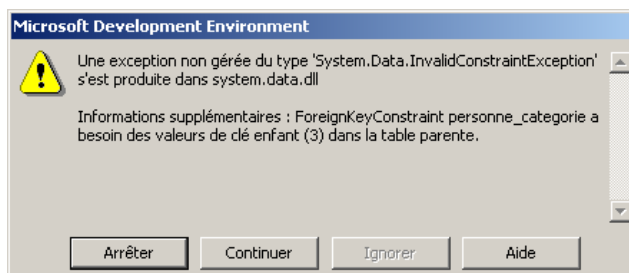 Microsoft Development Environment
Une exception non gérée du type 'System.Data.InvalidConstraintException'
s'est produite dans system.data.dll
Informations supplémentaires : ForeignKeyConstraint personne_categorie a
besoin des valeurs de clé enfant (3) dans la table parente.
Arrêter
Continuer
Ignorer
Aide